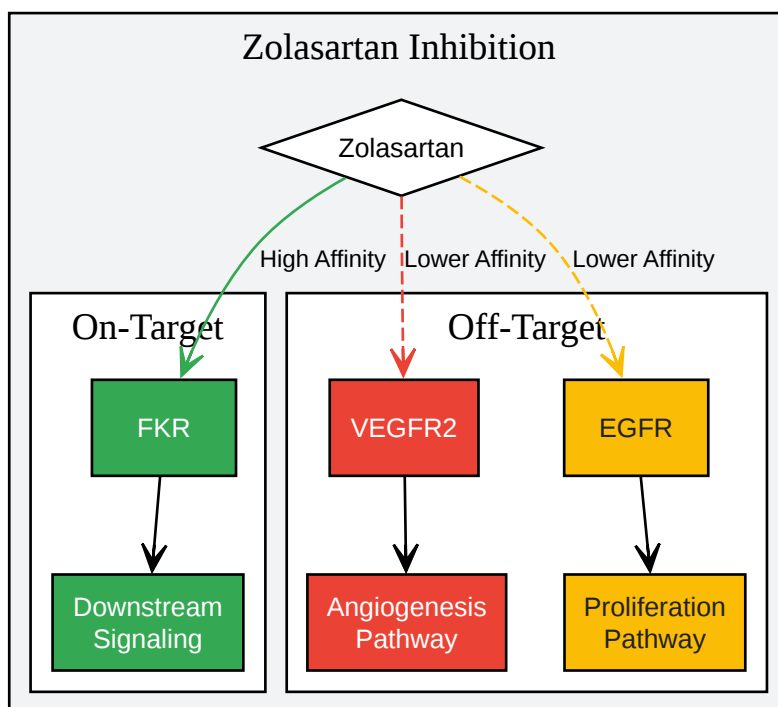 Zolasartan Inhibition
Zolasartan
High Affinity
Lower Affinity
Lower Affinity
On-Target
Off-Target
FKR
VEGFR2
EGFR
Downstream
Signaling
Angiogenesis
Pathway
Proliferation
Pathway